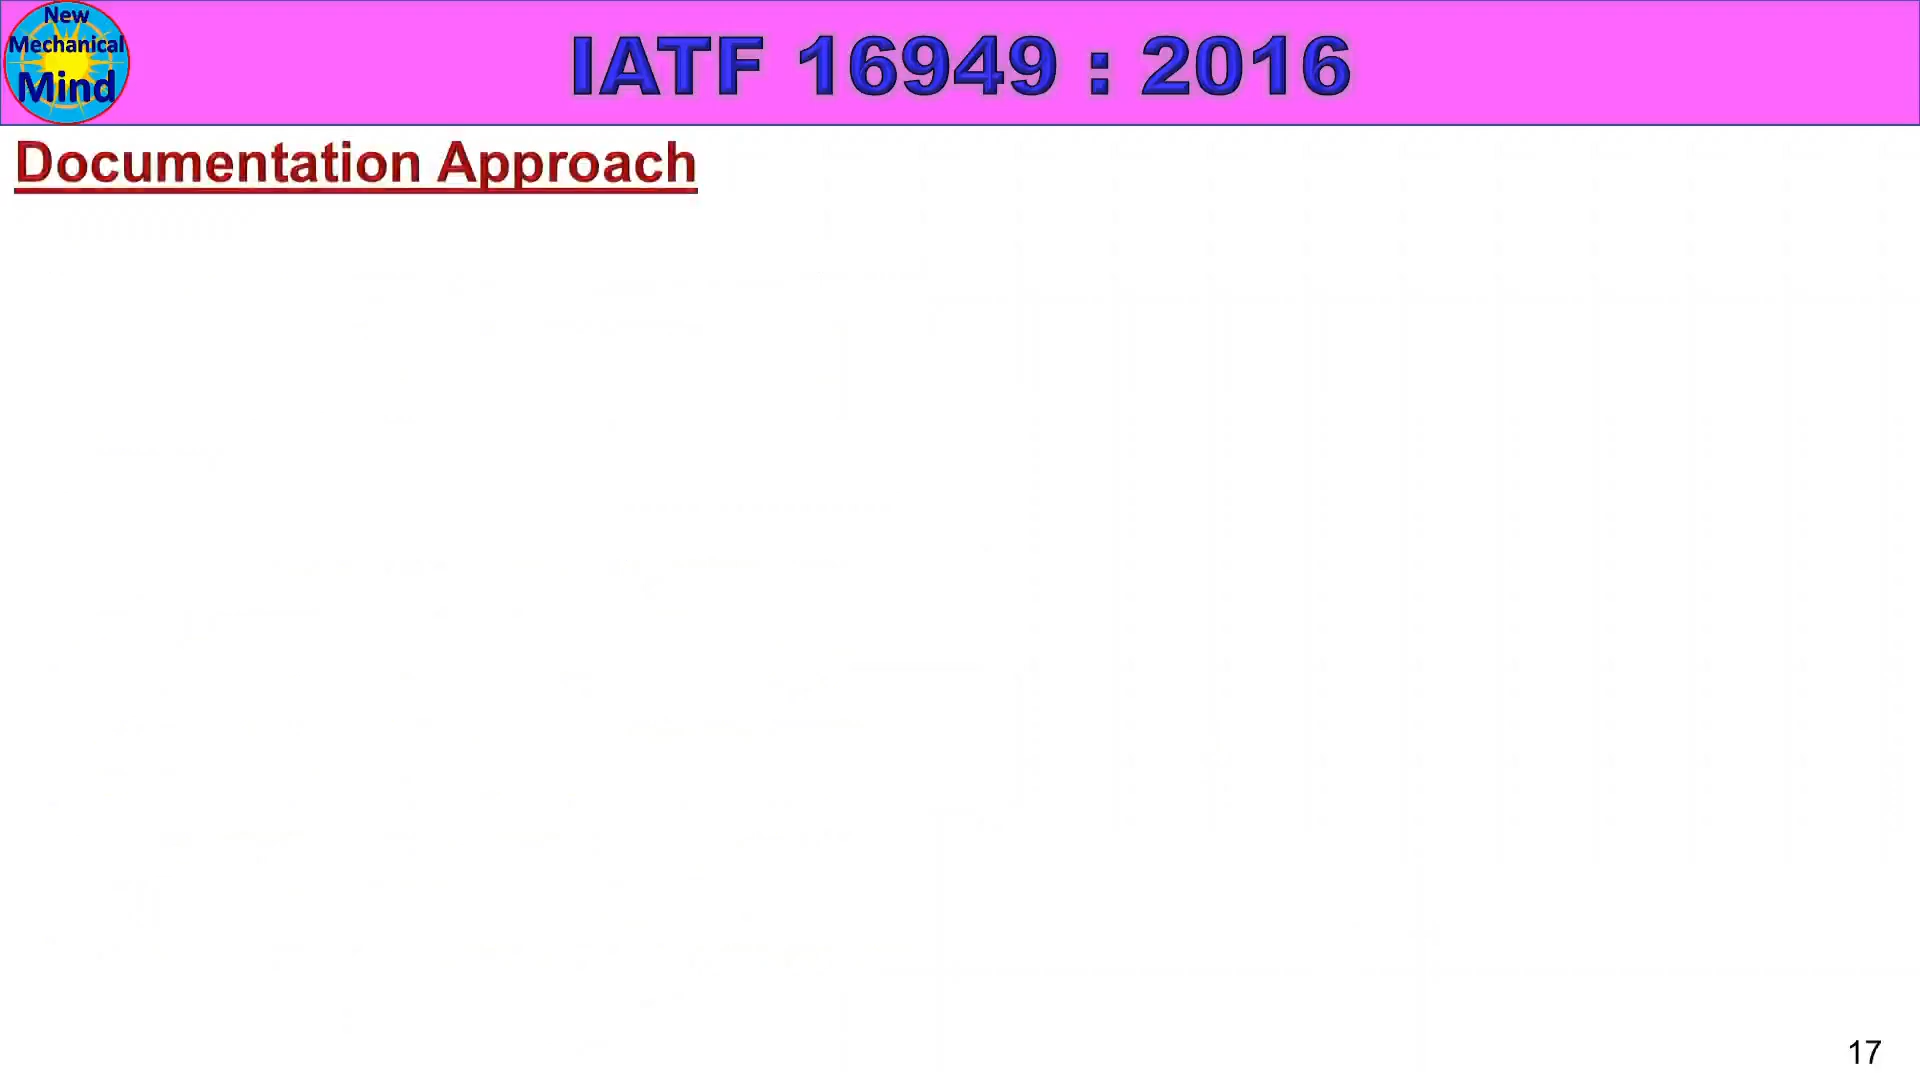 New
Mechanical
Mind
IATF 16949 : 2016
Documentation Approach
17